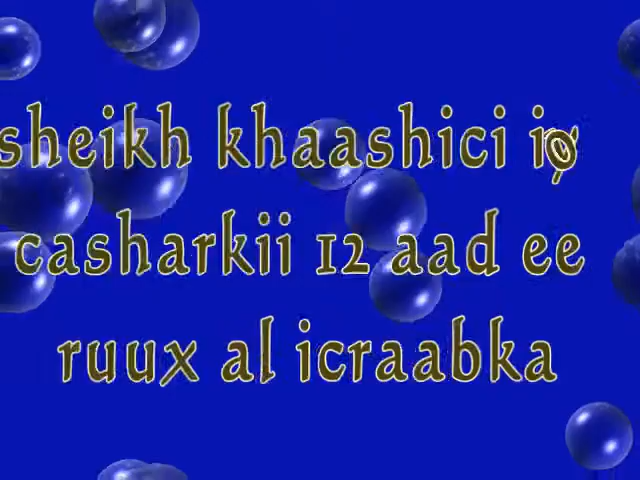 sheikh khaashici iyo
casharkii 12 aad ee
ruux al icraabka